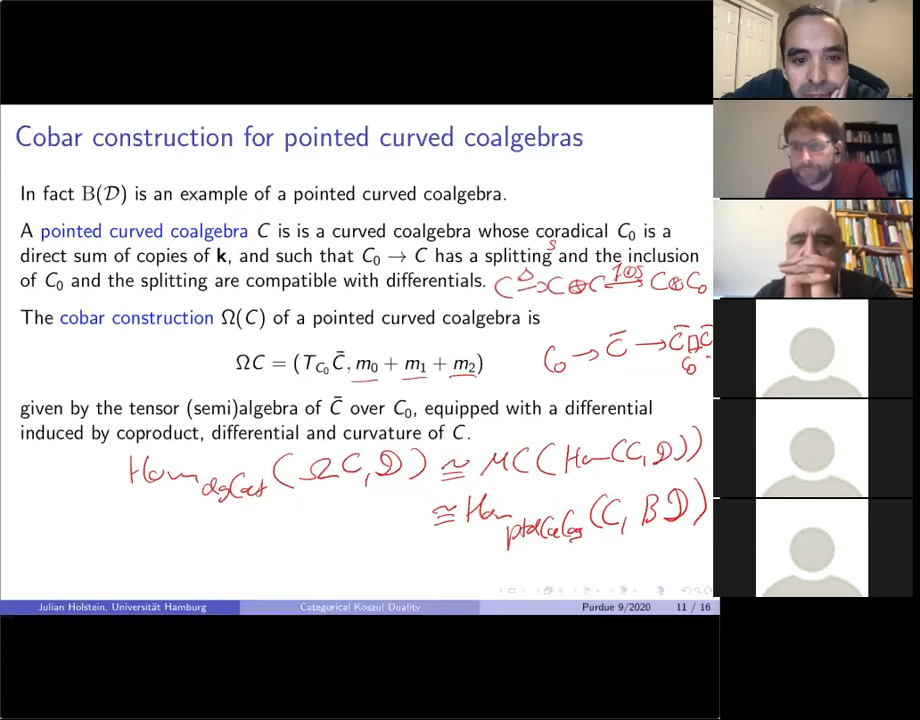 Cobar construction for pointed curved coalgebras
In fact B(𝒟) is an example of a pointed curved coalgebra.
A pointed curved coalgebra C is is a curved coalgebra whose coradical C₀ is a
direct sum of copies of k, and such that C₀ → C has a splitting and the inclusion
s
of C₀ and the splitting are compatible with differentials. C →^Δ C⊗C →^{1⊗s} C⊗C₀
The cobar construction Ω(C) of a pointed curved coalgebra is
ΩC = (T_{C₀} C̄, m₀ + m₁ + m₂)
C₀ → C̄ → C̄ □_{C₀} C̄
given by the tensor (semi)algebra of C̄ over C₀, equipped with a differential
induced by coproduct, differential and curvature of C.
Hom_{dgCat}(ΩC, 𝒟) ≅ MC(Hom(C, 𝒟))
≅ Hom_{ptdCoCog}(C, B𝒟)
Julian Holstein, Universität Hamburg Categorical Koszul Duality Purdue 9/2020 11 / 16